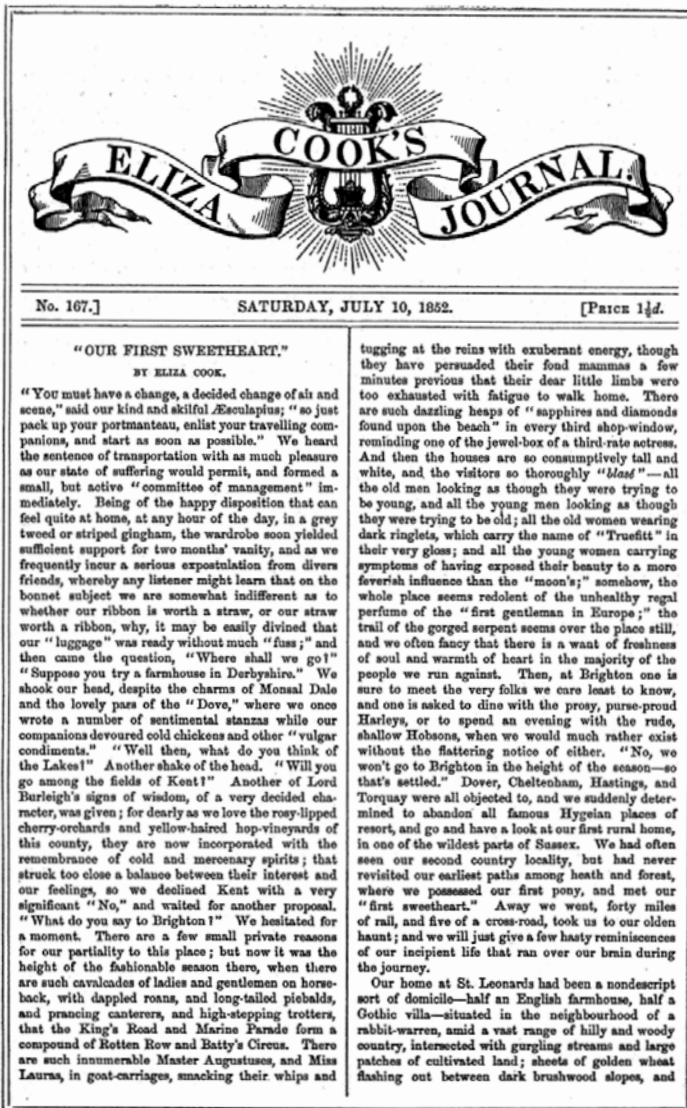 ELIZA COOK'S JOURNAL.
No. 167.] SATURDAY, JULY 10, 1852. [PRICE 1½d.
"OUR FIRST SWEETHEART."
BY ELIZA COOK.
"YOU must have a change, a decided change of air and
scene," said our kind and skilful Æsculapius; "so just
pack up your portmanteau, enlist your travelling com-
panions, and start as soon as possible." We heard
the sentence of transportation with as much pleasure
as our state of suffering would permit, and formed a
small, but active "committee of management" im-
mediately. Being of the happy disposition that can
feel quite at home, at any hour of the day, in a grey
tweed or striped gingham, the wardrobe soon yielded
sufficient support for two months' vanity, and as we
frequently incur a serious expostulation from divers
friends, whereby any listener might learn that on the
bonnet subject we are somewhat indifferent as to
whether our ribbon is worth a straw, or our straw
worth a ribbon, why, it may be easily divined that
our "luggage" was ready without much "fuss;" and
then came the question, "Where shall we go?"
"Suppose you try a farmhouse in Derbyshire." We
shook our head, despite the charms of Monsal Dale
and the lovely pass of the "Dove," where we once
wrote a number of sentimental stanzas while our
companions devoured cold chickens and other "vulgar
condiments." "Well then, what do you think of
the Lakes?" Another shake of the head. "Will you
go among the fields of Kent?" Another of Lord
Burleigh's signs of wisdom, of a very decided cha-
racter, was given; for dearly as we love the rosy-lipped
cherry-orchards and yellow-haired hop-vineyards of
this county, they are now incorporated with the
remembrance of cold and mercenary spirits; that
struck too close a balance between their interest and
our feelings, so we declined Kent with a very
significant "No," and waited for another proposal.
"What do you say to Brighton?" We hesitated for
a moment. There are a few small private reasons
for our partiality to this place; but now it was the
height of the fashionable season there, when there
are such cavalcades of ladies and gentlemen on horse-
back, with dappled roans, and long-tailed piebalds,
and prancing canterers, and high-stepping trotters,
that the King's Road and Marine Parade form a
compound of Rotten Row and Batty's Circus. There
are such innumerable Master Augustuses, and Miss
Lauras, in goat-carriages, smacking their whips and
tugging at the reins with exuberant energy, though
they have persuaded their fond mammas a few
minutes previous that their dear little limbs were
too exhausted with fatigue to walk home. There
are such dazzling heaps of "sapphires and diamonds
found upon the beach" in every third shop-window,
reminding one of the jewel-box of a third-rate actress.
And then the houses are so consumptively tall and
white, and the visitors so thoroughly "blasé"—all
the old men looking as though they were trying to
be young, and all the young men looking as though
they were trying to be old; all the old women wearing
dark ringlets, which carry the name of "Truefitt" in
their very gloss; and all the young women carrying
symptoms of having exposed their beauty to a more
feverish influence than the "moon's;" somehow, the
whole place seems redolent of the unhealthy regal
perfume of the "first gentleman in Europe;" the
trail of the gorged serpent seems over the place still,
and we often fancy that there is a want of freshness
of soul and warmth of heart in the majority of the
people we run against. Then, at Brighton one is
sure to meet the very folks we care least to know,
and one is asked to dine with the prosy, purse-proud
Harleys, or to spend an evening with the rude,
shallow Hobsons, when we would much rather exist
without the flattering notice of either. "No, we
won't go to Brighton in the height of the season—so
that's settled." Dover, Cheltenham, Hastings, and
Torquay were all objected to, and we suddenly deter-
mined to abandon all famous Hygeian places of
resort, and go and have a look at our first rural home,
in one of the wildest parts of Sussex. We had often
seen our second country locality, but had never
revisited our earliest paths among heath and forest,
where we possessed our first pony, and met our
"first sweetheart." Away we went, forty miles
of rail, and five of a cross-road, took us to our olden
haunt; and we will just give a few hasty reminiscences
of our incipient life that ran over our brain during
the journey.
Our home at St. Leonards had been a nondescript
sort of domicile—half an English farmhouse, half a
Gothic villa—situated in the neighbourhood of a
rabbit-warren, amid a vast range of hilly and woody
country, intersected with gurgling streams and large
patches of cultivated land; sheets of golden wheat
flashing out between dark brushwood slopes, and